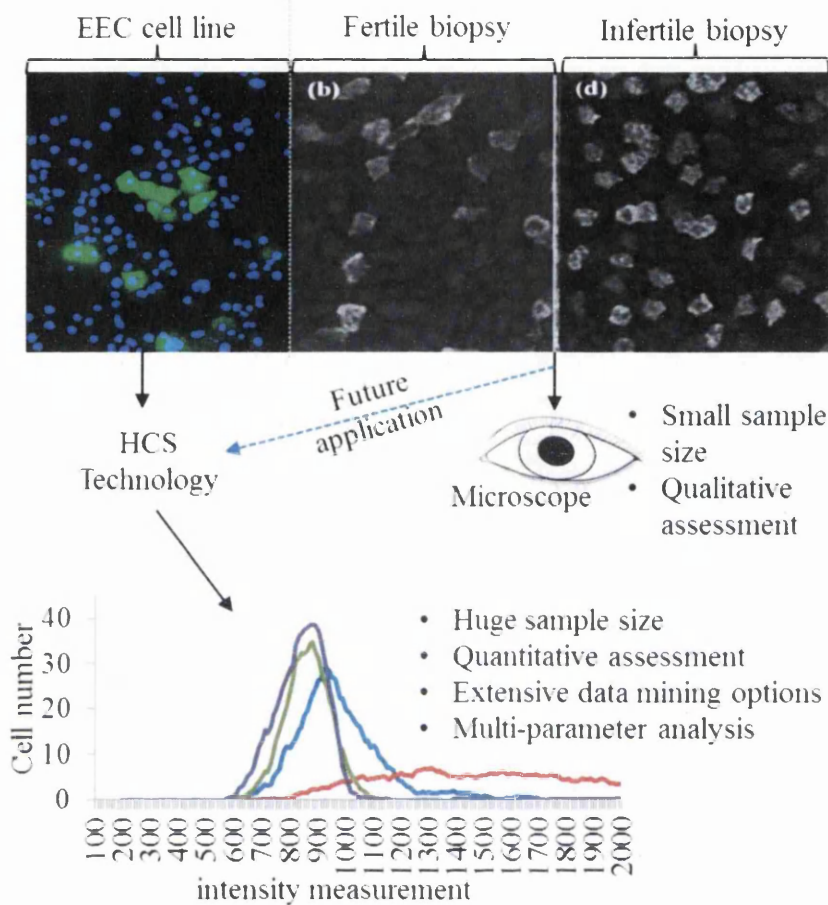 EEC cell line
Fertile biopsy
Infertile biopsy
(b)
(d)
Future
application
HCS
Technology
Microscope
• Small sample
size
• Qualitative
assessment
Cell number
40
30
20
10
0
100
200
300
400
500
600
700
800
900
1000
1100
1200
1300
1400
1500
1600
1700
1800
1900
2000
intensity measurement
• Huge sample size
• Quantitative assessment
• Extensive data mining options
• Multi-parameter analysis